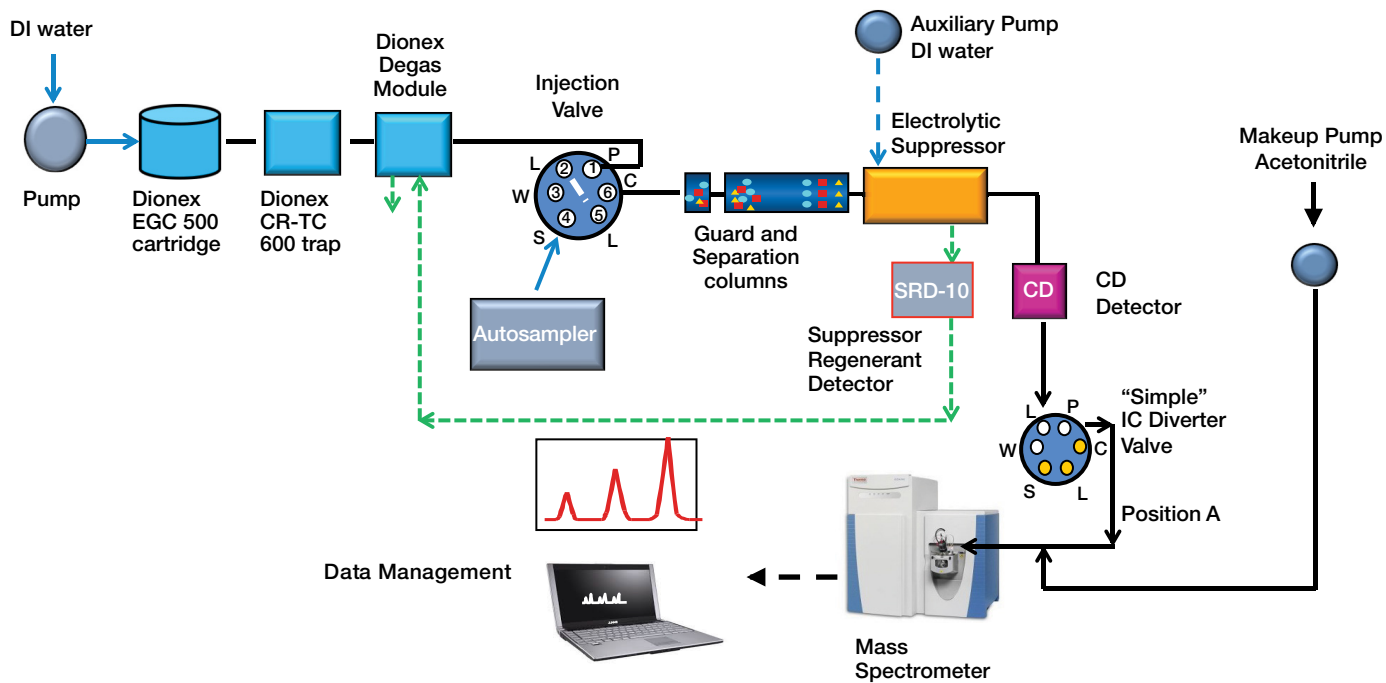 DI water
Pump
Dionex
EGC 500
cartridge
Dionex
CR-TC
600 trap
Dionex
Degas
Module
Injection
Valve
L
P
C
W
S
L
2
1
3
6
4
5
Autosampler
Guard and
Separation
columns
Auxiliary Pump
DI water
Electrolytic
Suppressor
SRD-10
Suppressor
Regenerant
Detector
CD
CD
Detector
Makeup Pump
Acetonitrile
L
P
W
C
S
L
“Simple”
IC Diverter
Valve
Position A
Data Management
Mass
Spectrometer